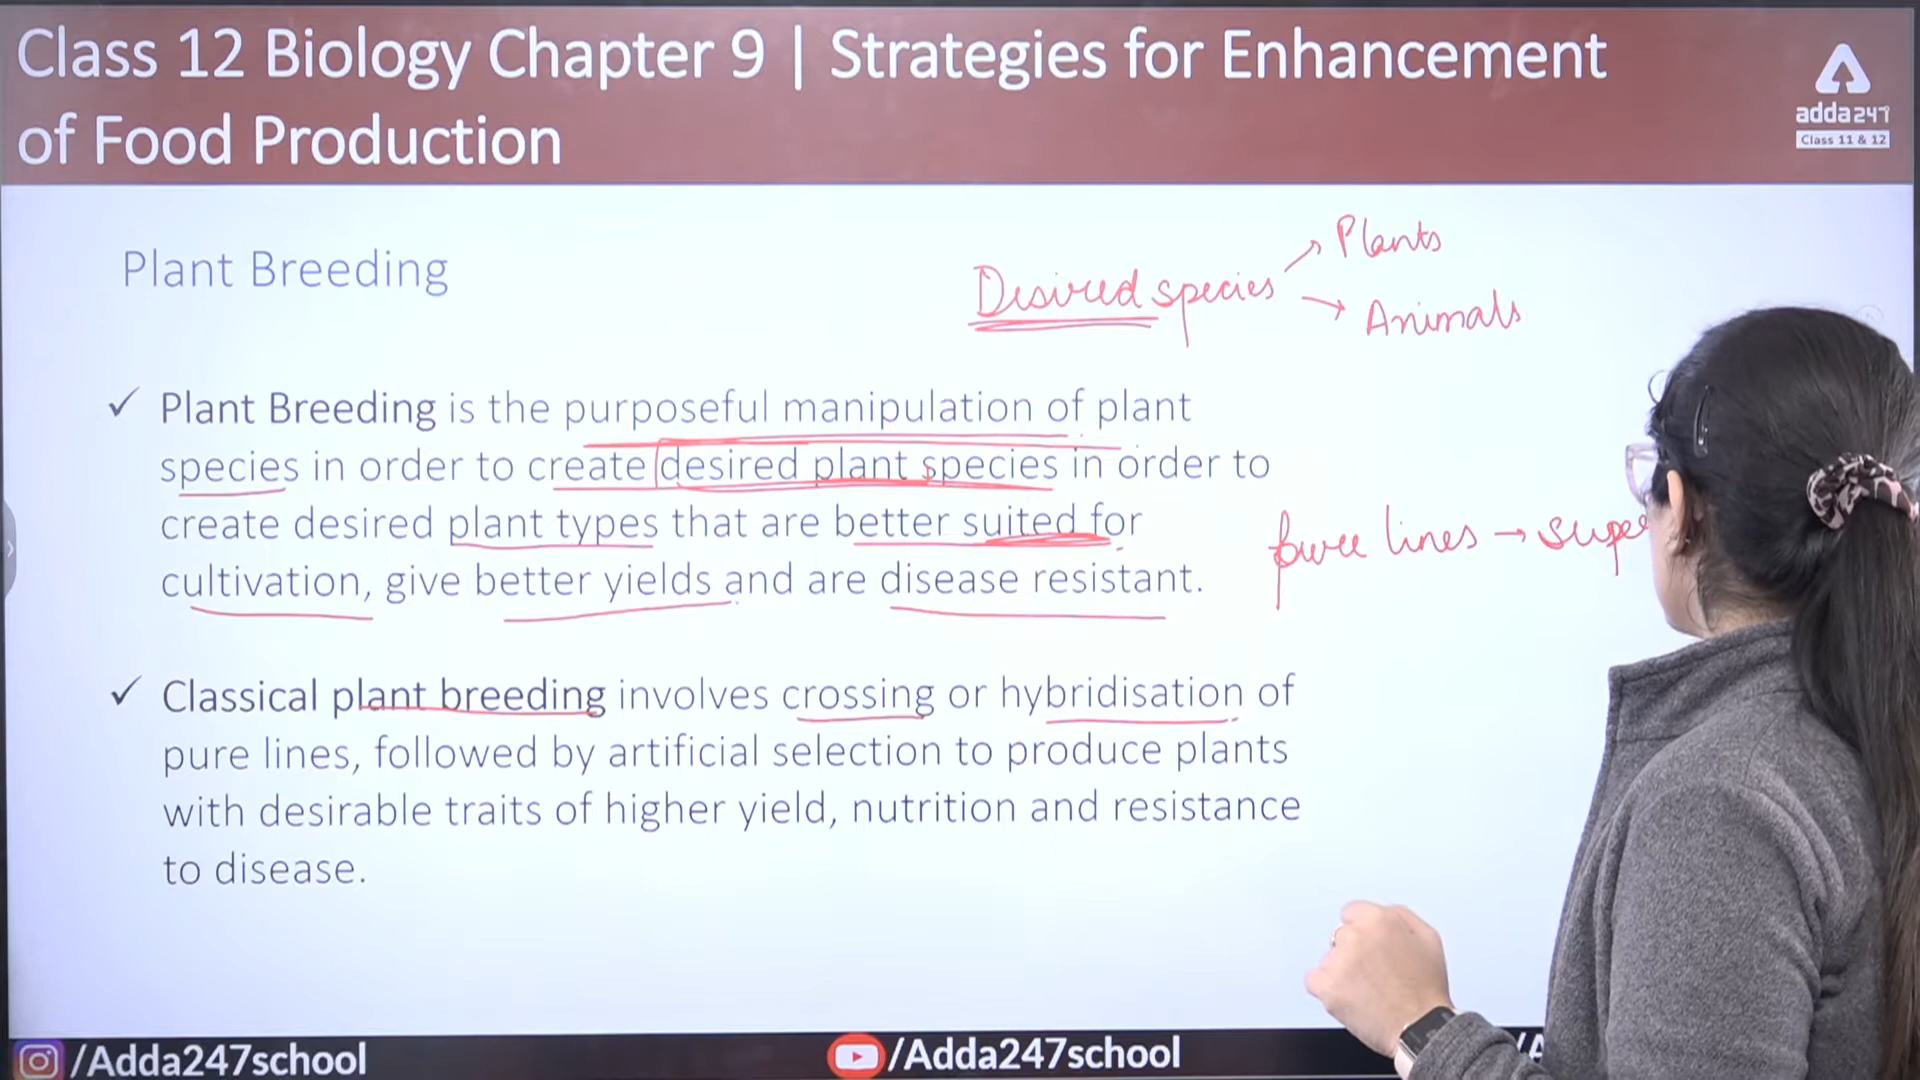 Class 12 Biology Chapter 9 | Strategies for Enhancement
of Food Production
adda247
Class 11 & 12
Plant Breeding
Desired species → Plants
→ Animals
✓ Plant Breeding is the purposeful manipulation of plant
species in order to create desired plant species in order to
create desired plant types that are better suited for
cultivation, give better yields and are disease resistant.
pure lines →
✓ Classical plant breeding involves crossing or hybridisation of
pure lines, followed by artificial selection to produce plants
with desirable traits of higher yield, nutrition and resistance
to disease.
/Adda247school
/Adda247school